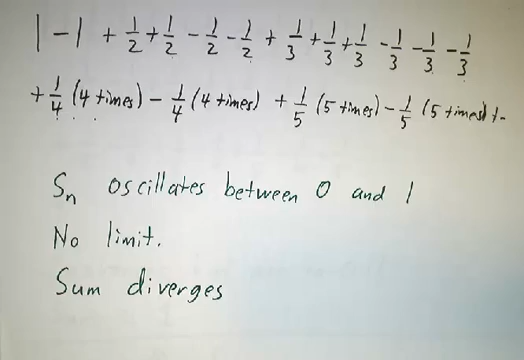 1 - 1 + 1/2 + 1/2 - 1/2 - 1/2 + 1/3 + 1/3 + 1/3 - 1/3 - 1/3 - 1/3
+ 1/4 (4 times) - 1/4 (4 times) + 1/5 (5 times) - 1/5 (5 times) + -
Sn oscillates between 0 and 1
No limit.
Sum diverges